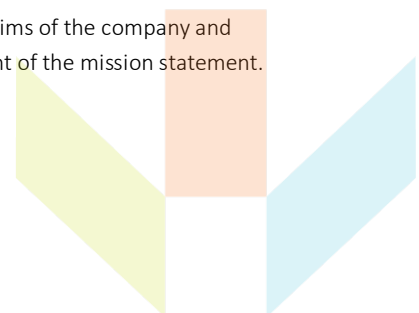 ims of the company and
nt of the mission statement.